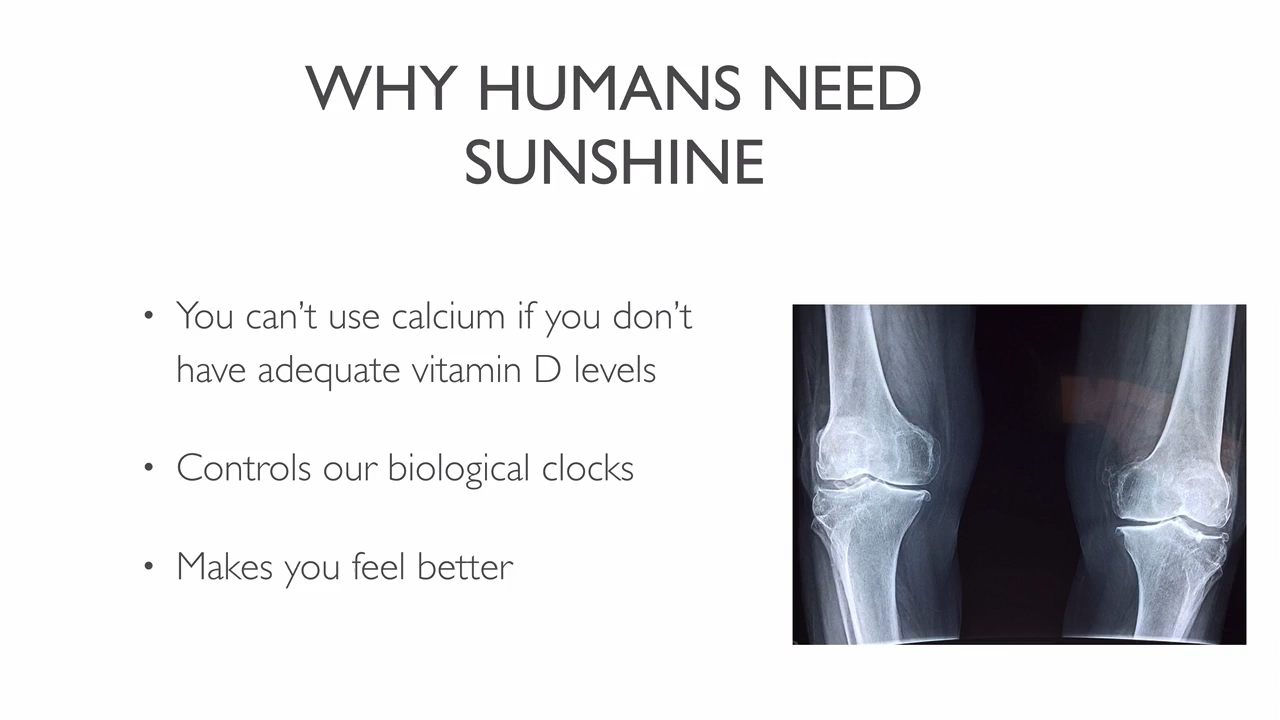 WHY HUMANS NEED
SUNSHINE
• You can’t use calcium if you don’t
have adequate vitamin D levels
• Controls our biological clocks
• Makes you feel better